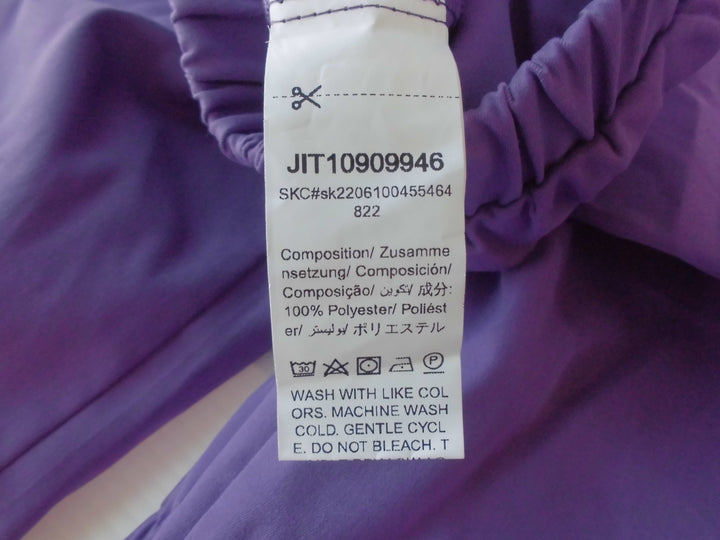 JIT10909946
SKC#sk2206100455464
822
Composition/ Zusamme
nsetzung/ Composición/
Composição/ تكوين/ 成分:
100% Polyester/ Poliést
er/ بوليستر/ ポリエステル
30
P
WASH WITH LIKE COL
ORS. MACHINE WASH
COLD. GENTLE CYCL
E. DO NOT BLEACH. T